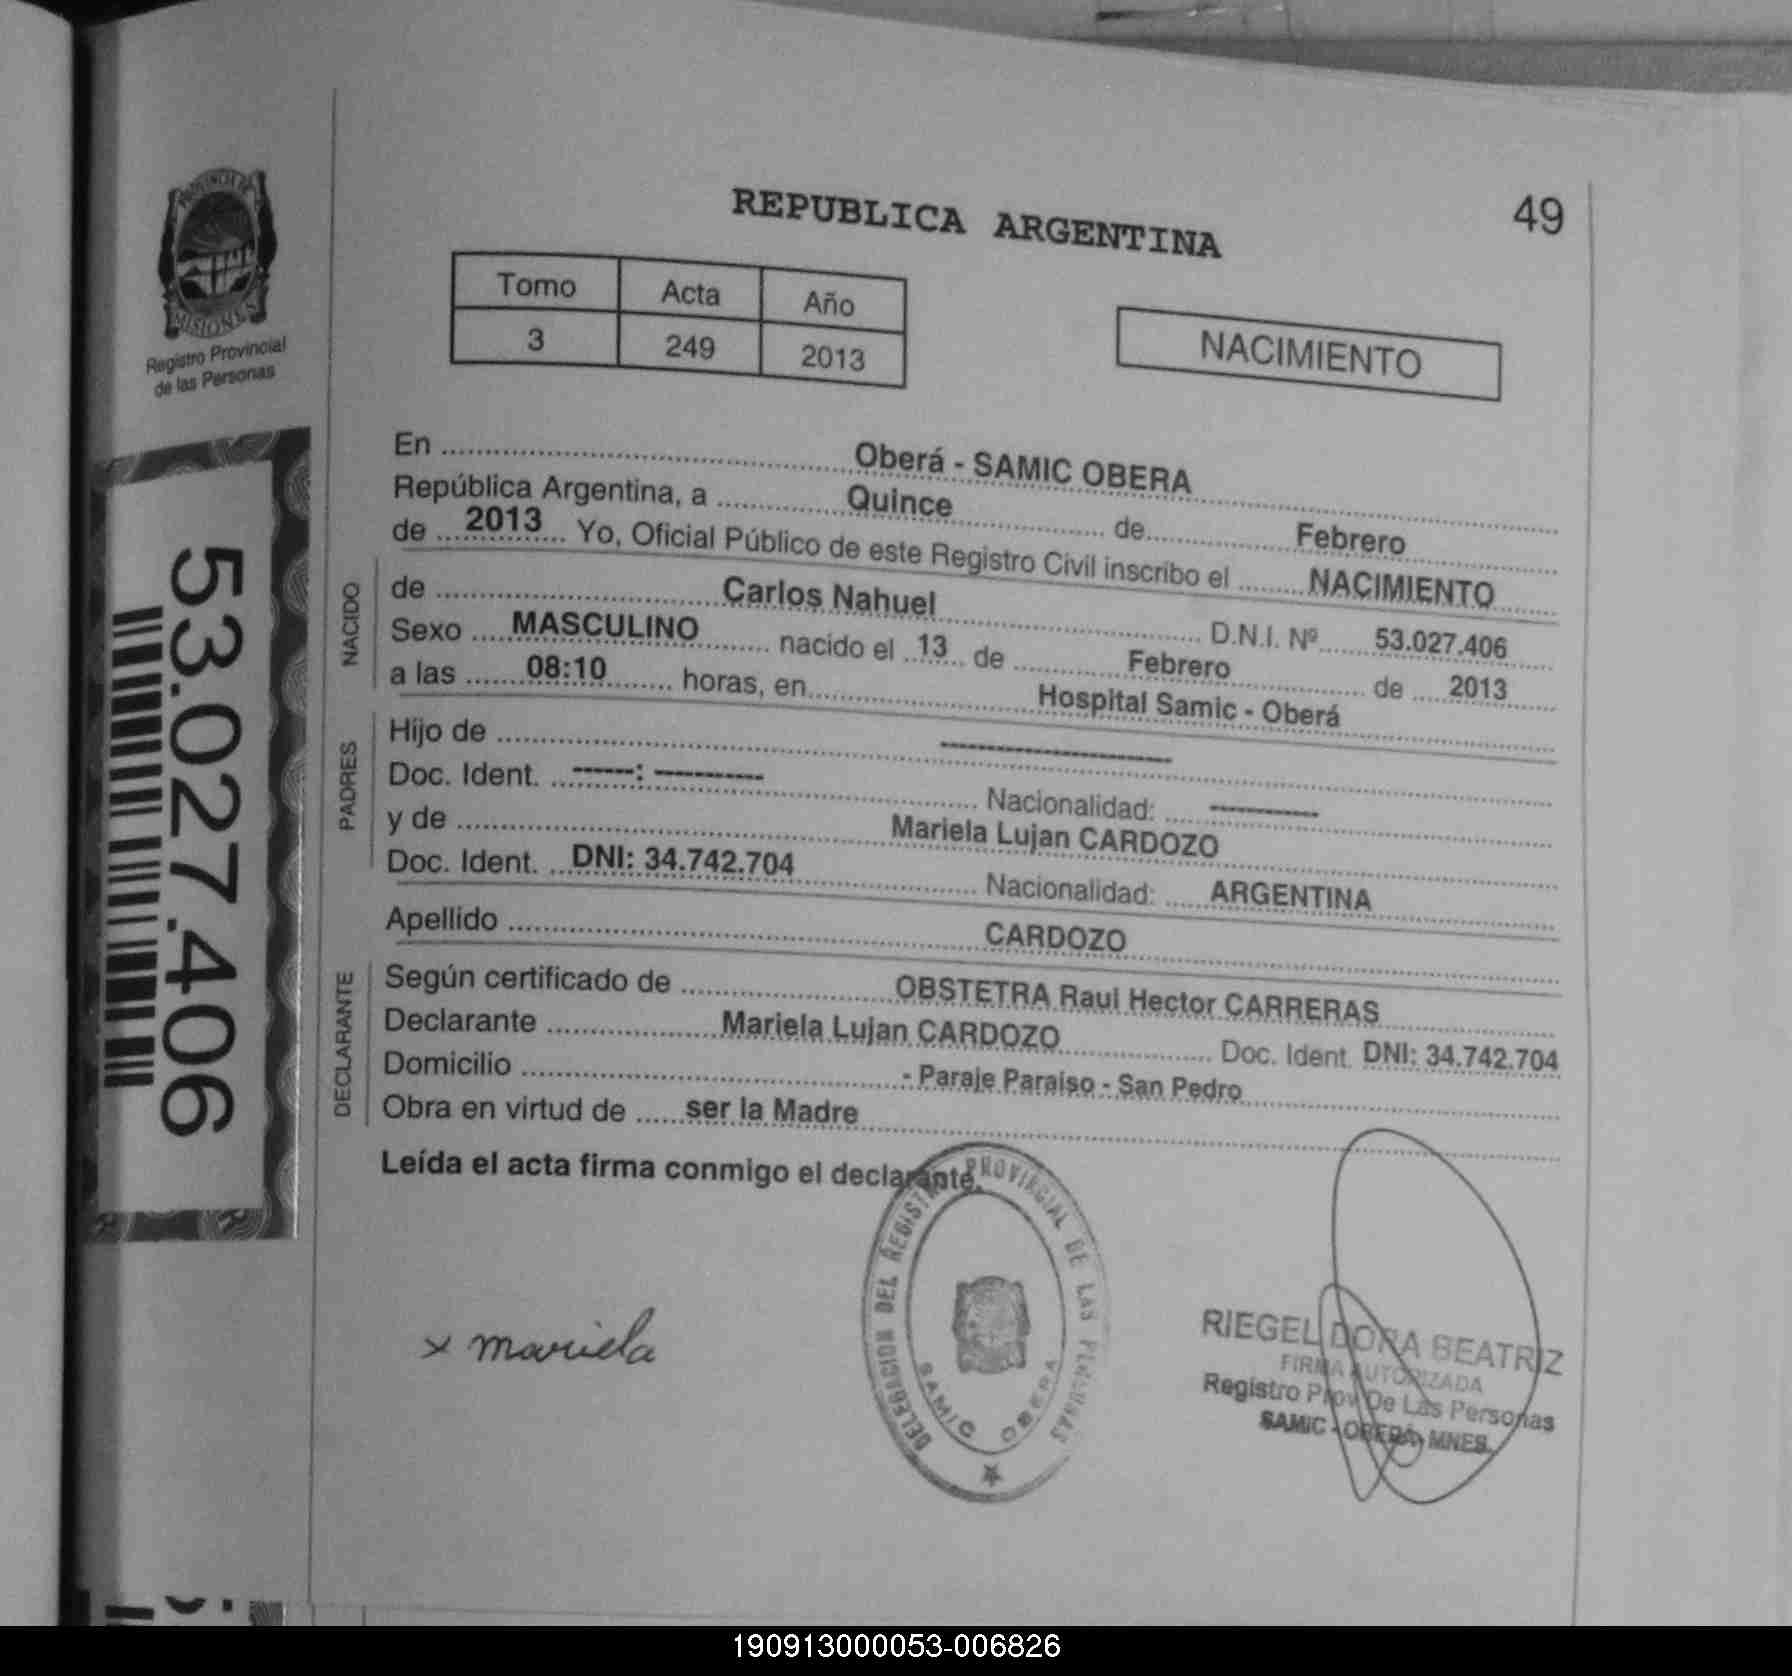 49
REPUBLICA ARGENTINA
PROVINCIA DE
MISIONES
Registro Provincial
de las Personas
Tomo Acta Año
3 249 2013
NACIMIENTO
53.027.406
En Oberá - SAMIC OBERA
República Argentina, a Quince de Febrero
de 2013 Yo, Oficial Público de este Registro Civil inscribo el NACIMIENTO
NACIDO
de Carlos Nahuel D.N.I. Nº 53.027.406
Sexo MASCULINO nacido el 13 de Febrero de 2013
a las 08:10 horas, en Hospital Samic - Oberá
PADRES
Hijo de --------------------
Doc. Ident. ------: ---------- Nacionalidad: ----------
y de Mariela Lujan CARDOZO
Doc. Ident. DNI: 34.742.704 Nacionalidad: ARGENTINA
Apellido CARDOZO
DECLARANTE
Según certificado de OBSTETRA Raul Hector CARRERAS
Declarante Mariela Lujan CARDOZO Doc. Ident. DNI: 34.742.704
Domicilio - Paraje Paraiso - San Pedro
Obra en virtud de ser la Madre
Leída el acta firma conmigo el declarante.
DELEGACION DEL REGISTRO PROVINCIAL DE LAS PERSONAS
SAMIC OBERA
x mariela
RIEGEL DORA BEATRIZ
FIRMA AUTORIZADA
Registro Prov De Las Personas
SAMIC - OBERÁ - MNES.
190913000053-006826